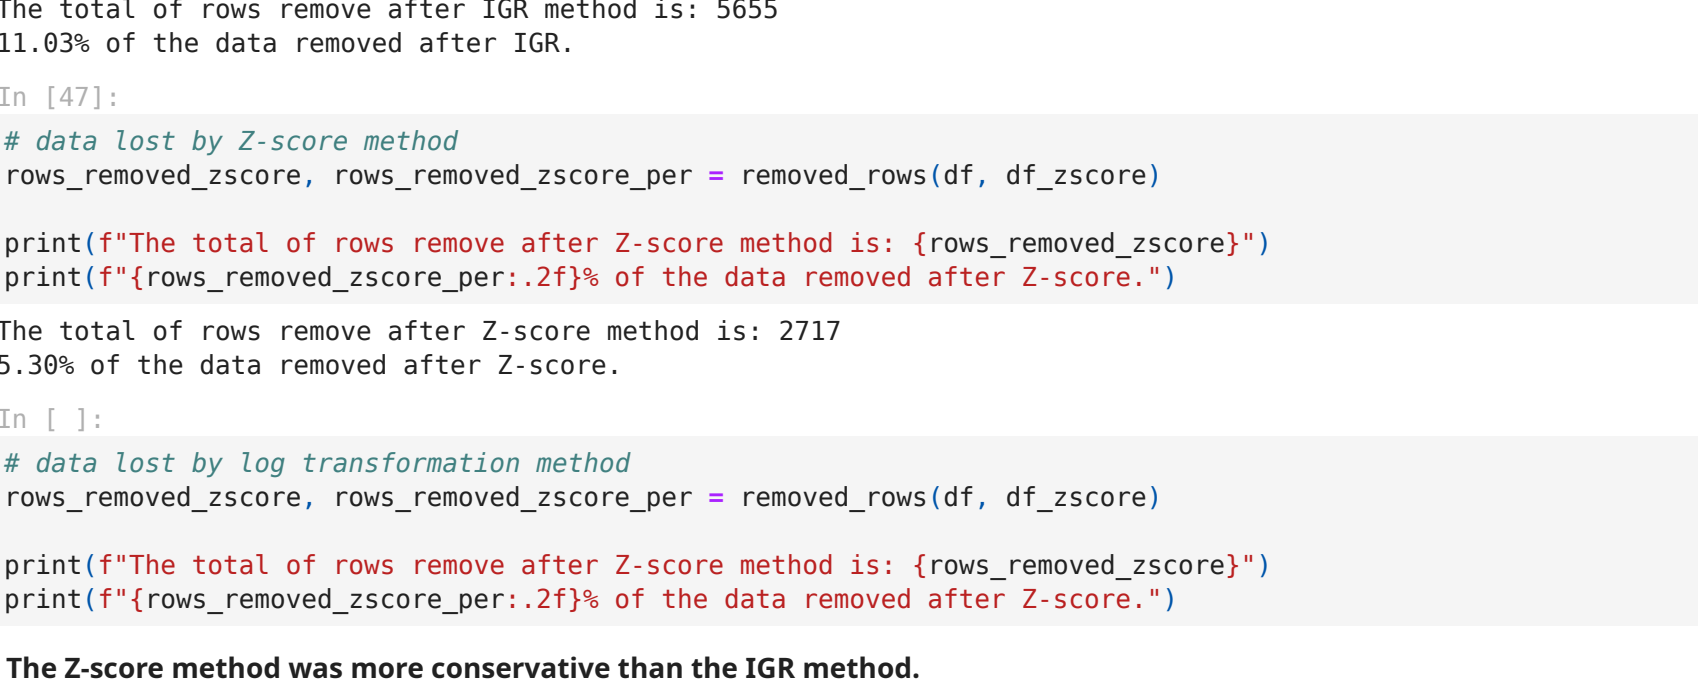 The total of rows remove after IGR method is: 5655
11.03% of the data removed after IGR.
In [47]:
# data lost by Z-score method
rows_removed_zscore, rows_removed_zscore_per = removed_rows(df, df_zscore)
print(f"The total of rows remove after Z-score method is: {rows_removed_zscore}")
print(f"{rows_removed_zscore_per:.2f}% of the data removed after Z-score.")
The total of rows remove after Z-score method is: 2717
5.30% of the data removed after Z-score.
In [ ]:
# data lost by log transformation method
rows_removed_zscore, rows_removed_zscore_per = removed_rows(df, df_zscore)
print(f"The total of rows remove after Z-score method is: {rows_removed_zscore}")
print(f"{rows_removed_zscore_per:.2f}% of the data removed after Z-score.")
The Z-score method was more conservative than the IGR method.